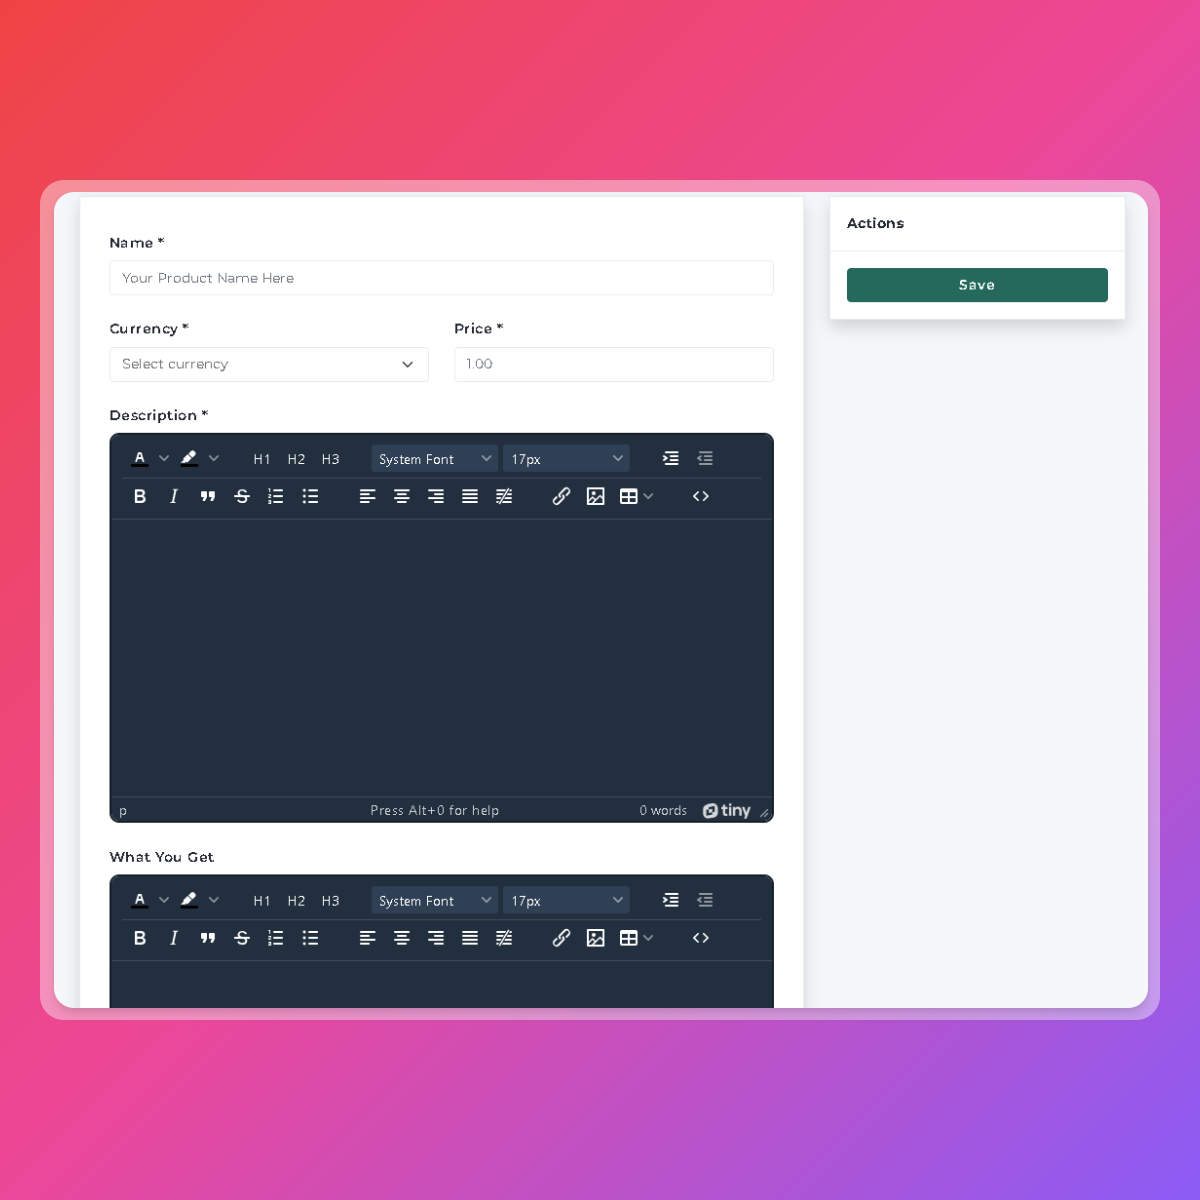 Name *
Your Product Name Here
Currency *
Price *
Select currency
1.00
Description *
A
H1 H2 H3 System Font 17px
B I S
p
Press Alt+0 for help
0 words
tiny
What You Get
A
H1 H2 H3 System Font 17px
B I S
Actions
Save